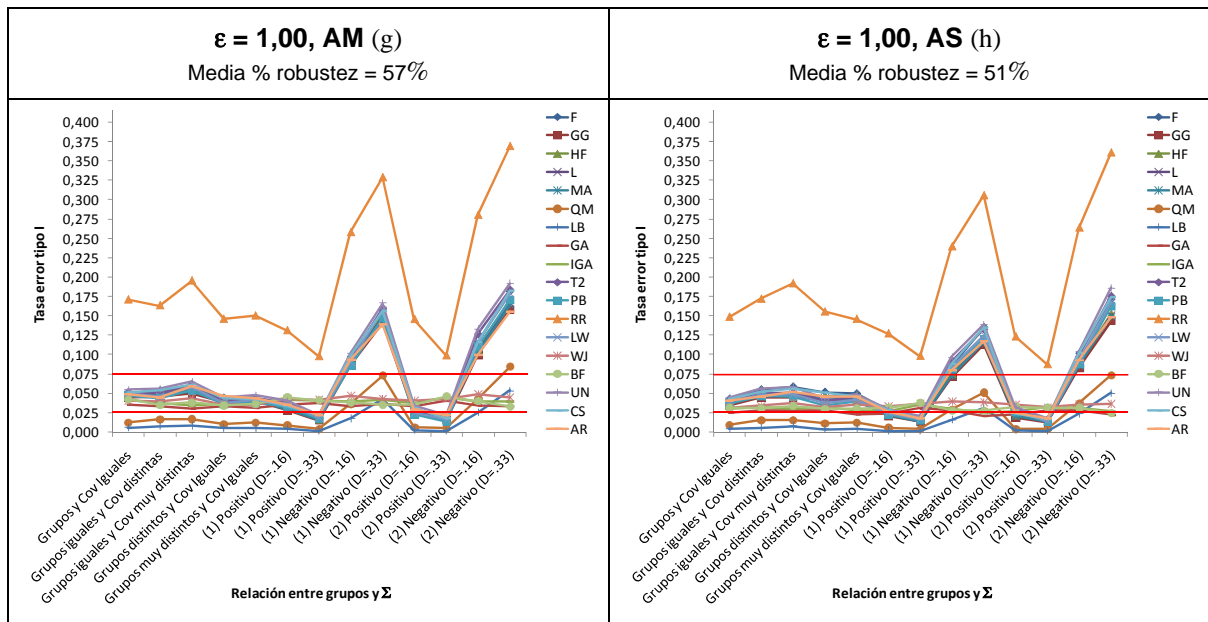 ε = 1,00, AM (g)
Media % robustez = 57%
ε = 1,00, AS (h)
Media % robustez = 51%
Tasa error tipo I
0,400
0,375
0,350
0,325
0,300
0,275
0,250
0,225
0,200
0,175
0,150
0,125
0,100
0,075
0,050
0,025
0,000
Grupos y Cov Iguales
Grupos iguales y Cov distintas
Grupos iguales y Cov muy distintas
Grupos distintos y Cov Iguales
Grupos muy distintos y Cov Iguales
(1) Positivo (D=.16)
(1) Positivo (D=.33)
(1) Negativo (D=.16)
(1) Negativo (D=.33)
(2) Positivo (D=.16)
(2) Positivo (D=.33)
(2) Negativo (D=.16)
(2) Negativo (D=.33)
Relación entre grupos y Σ
F
GG
HF
L
MA
QM
LB
GA
IGA
T2
PB
RR
LW
WJ
BF
UN
CS
AR
Tasa error tipo I
0,400
0,375
0,350
0,325
0,300
0,275
0,250
0,225
0,200
0,175
0,150
0,125
0,100
0,075
0,050
0,025
0,000
Grupos y Cov Iguales
Grupos iguales y Cov distintas
Grupos iguales y Cov muy distintas
Grupos distintos y Cov Iguales
Grupos muy distintos y Cov Iguales
(1) Positivo (D=.16)
(1) Positivo (D=.33)
(1) Negativo (D=.16)
(1) Negativo (D=.33)
(2) Positivo (D=.16)
(2) Positivo (D=.33)
(2) Negativo (D=.16)
(2) Negativo (D=.33)
Relación entre grupos y Σ
F
GG
HF
L
MA
QM
LB
GA
IGA
T2
PB
RR
LW
WJ
BF
UN
CS
AR